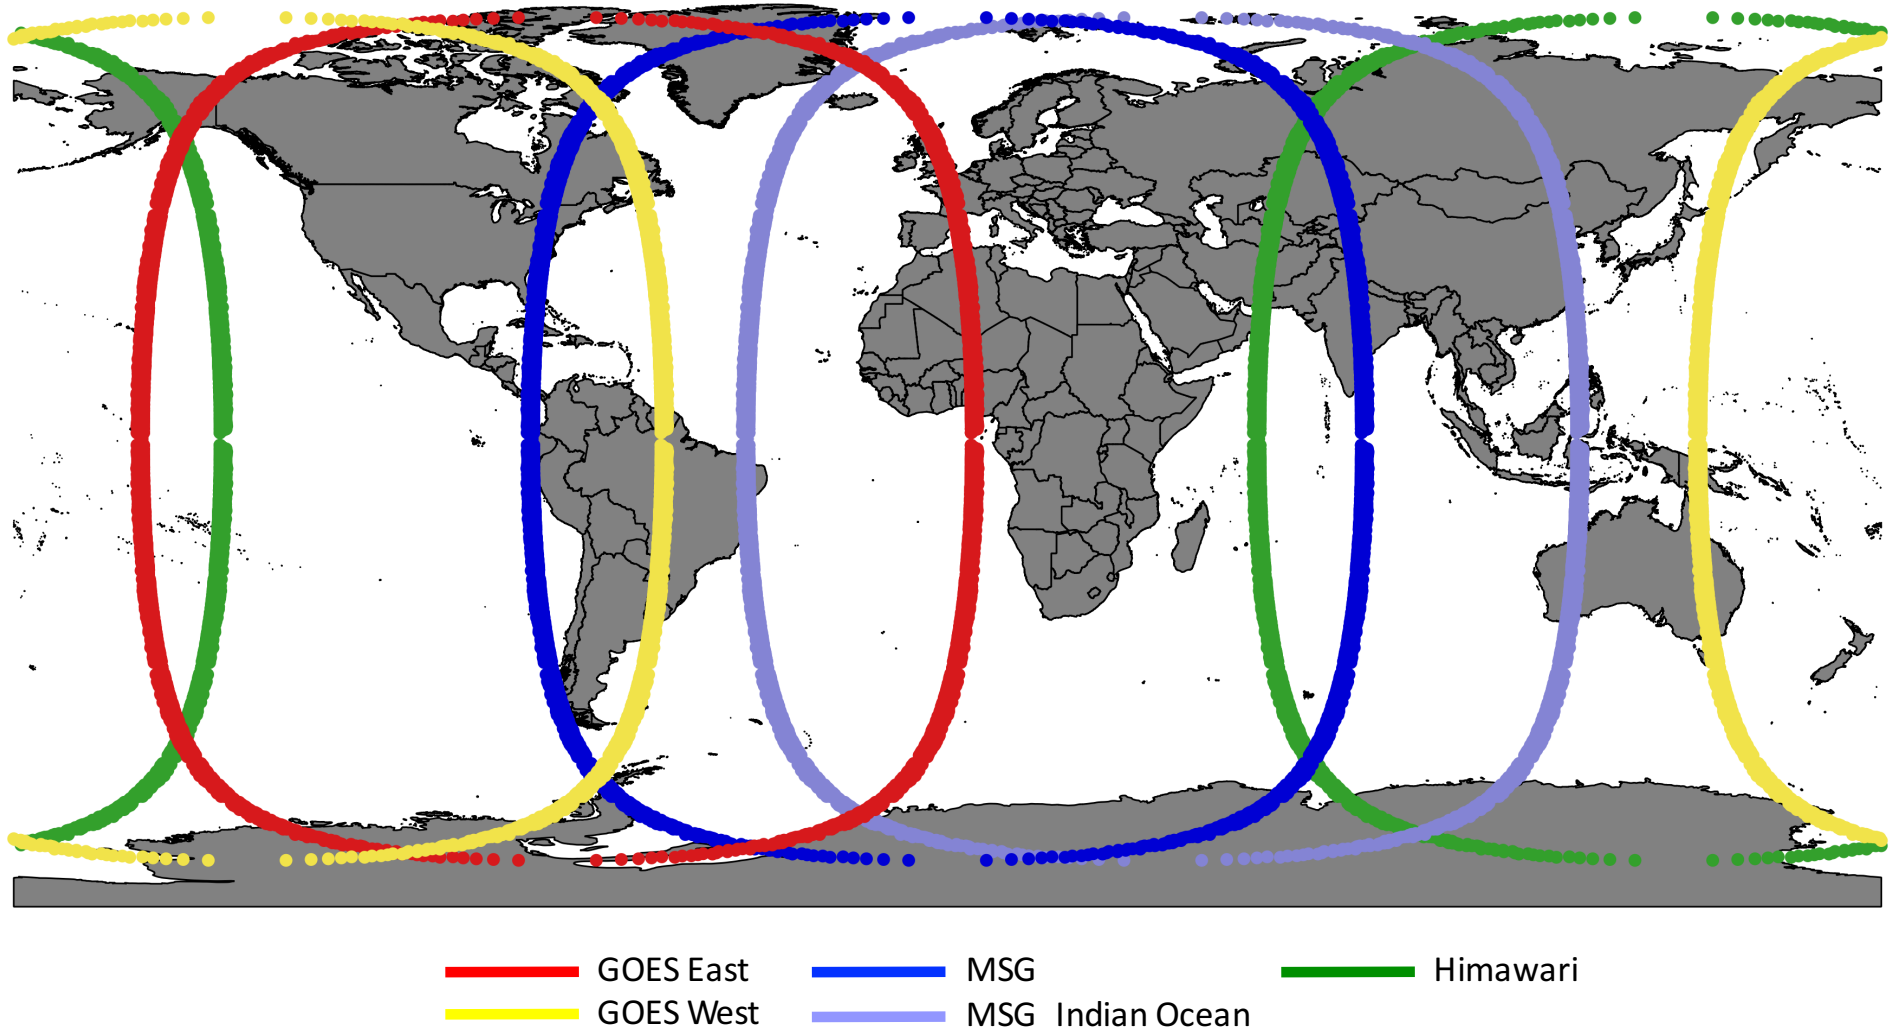 GOES East
MSG
Himawari
GOES West
MSG Indian Ocean